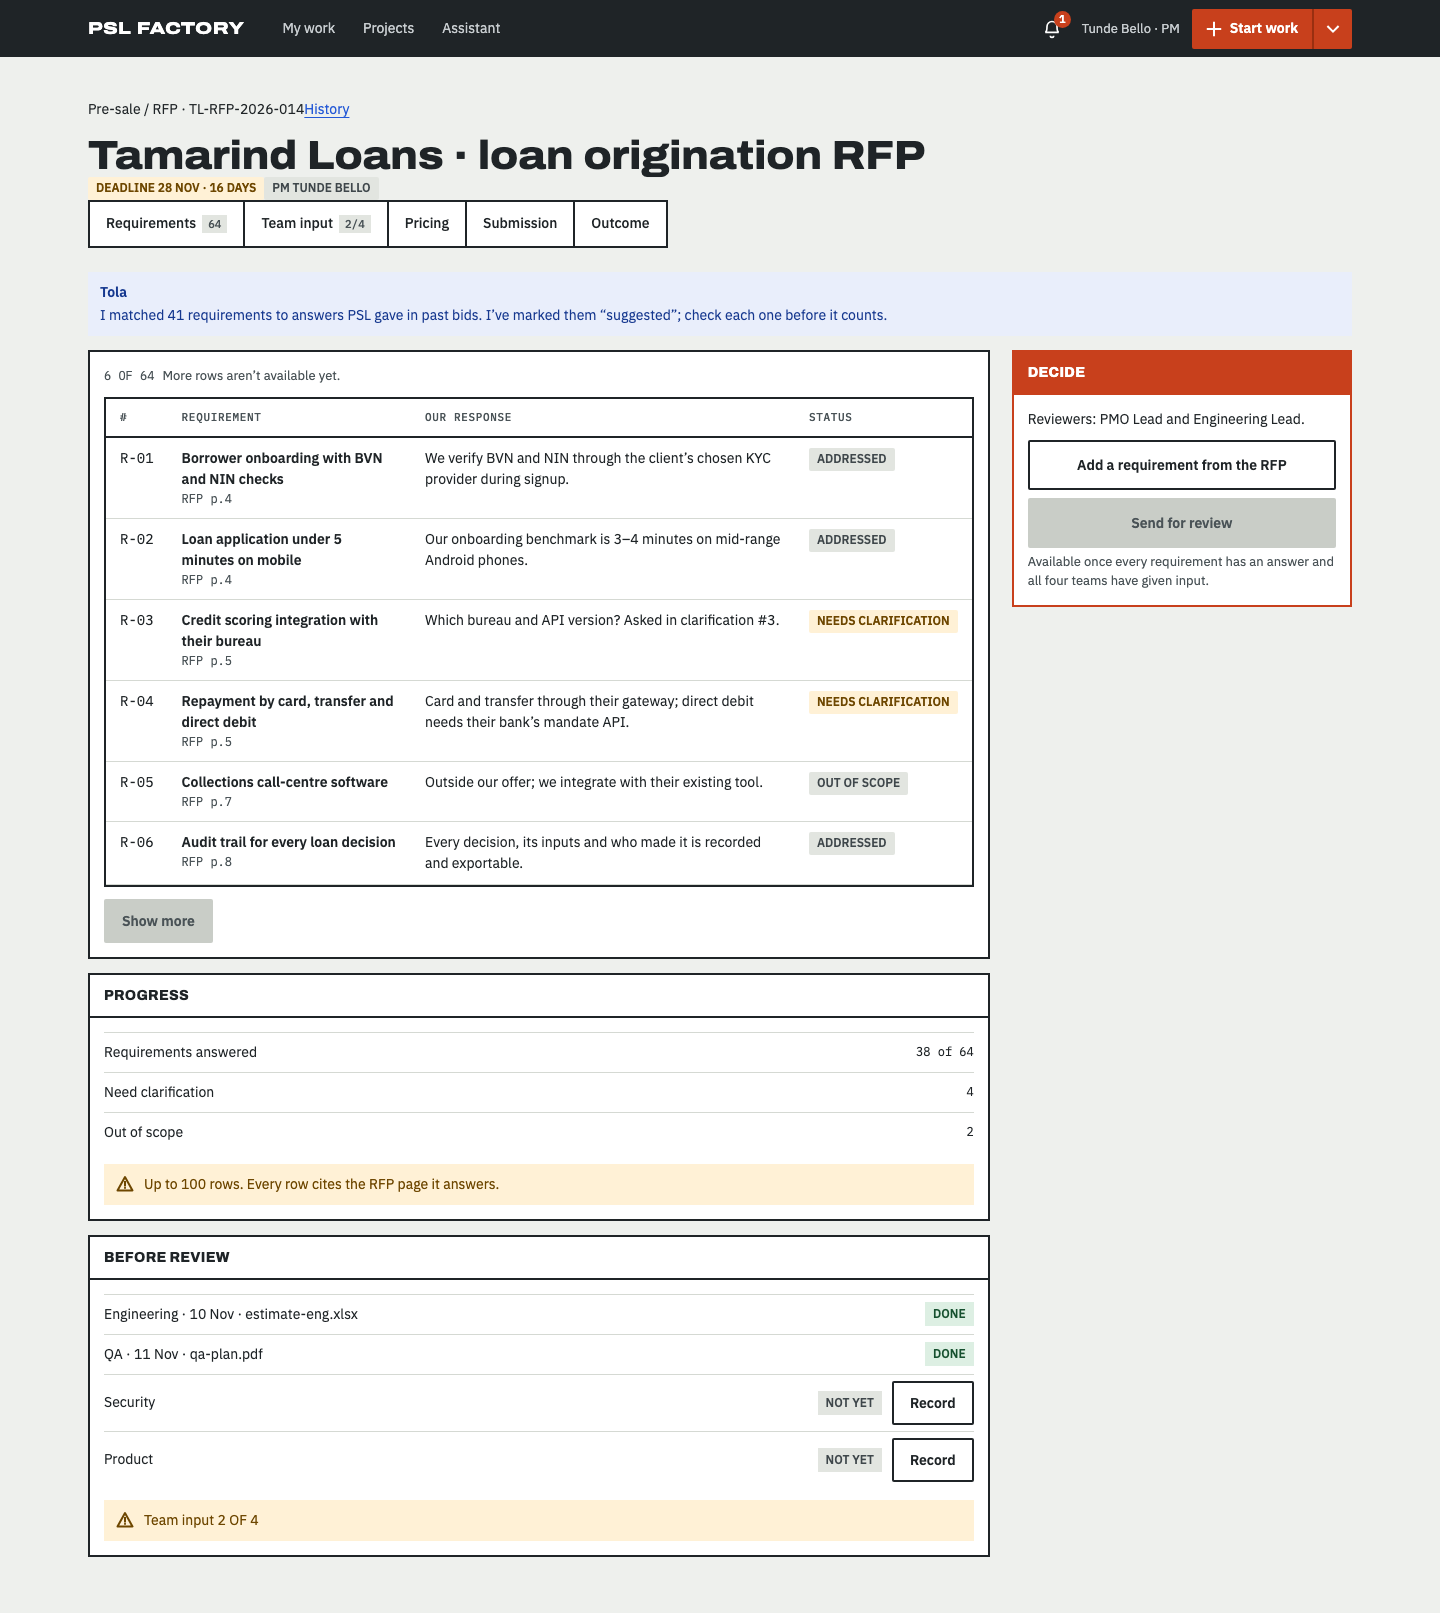 PSL FACTORY
My work
Projects
Assistant
1
Tunde Bello · PM
Start work
Pre-sale / RFP · TL-RFP-2026-014History
Tamarind Loans · loan origination RFP
DEADLINE 28 NOV · 16 DAYS
PM TUNDE BELLO
Requirements 64
Team input 2/4
Pricing
Submission
Outcome
Tola
I matched 41 requirements to answers PSL gave in past bids. I’ve marked them “suggested”; check each one before it counts.
6 OF 64 More rows aren’t available yet.
# REQUIREMENT OUR RESPONSE STATUS
R-01
Borrower onboarding with BVN
and NIN checks
RFP p.4
We verify BVN and NIN through the client’s chosen KYC
provider during signup.
ADDRESSED
R-02
Loan application under 5
minutes on mobile
RFP p.4
Our onboarding benchmark is 3–4 minutes on mid-range
Android phones.
ADDRESSED
R-03
Credit scoring integration with
their bureau
RFP p.5
Which bureau and API version? Asked in clarification #3.
NEEDS CLARIFICATION
R-04
Repayment by card, transfer and
direct debit
RFP p.5
Card and transfer through their gateway; direct debit
needs their bank’s mandate API.
NEEDS CLARIFICATION
R-05
Collections call-centre software
RFP p.7
Outside our offer; we integrate with their existing tool.
OUT OF SCOPE
R-06
Audit trail for every loan decision
RFP p.8
Every decision, its inputs and who made it is recorded
and exportable.
ADDRESSED
Show more
DECIDE
Reviewers: PMO Lead and Engineering Lead.
Add a requirement from the RFP
Send for review
Available once every requirement has an answer and
all four teams have given input.
PROGRESS
Requirements answered 38 of 64
Need clarification 4
Out of scope 2
Up to 100 rows. Every row cites the RFP page it answers.
BEFORE REVIEW
Engineering · 10 Nov · estimate-eng.xlsx DONE
QA · 11 Nov · qa-plan.pdf DONE
Security NOT YET Record
Product NOT YET Record
Team input 2 OF 4